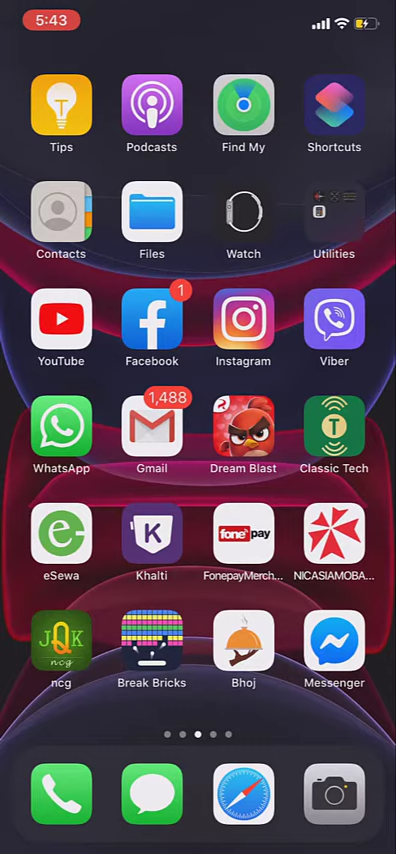 5:43
Tips Podcasts Find My Shortcuts
Contacts Files Watch Utilities
1
YouTube Facebook Instagram Viber
1,488
T
WhatsApp Gmail Dream Blast Classic Tech
e K fone pay
eSewa Khalti FonepayMerch... NICASIAMOBA...
JQK
ncg
ncg Break Bricks Bhoj Messenger